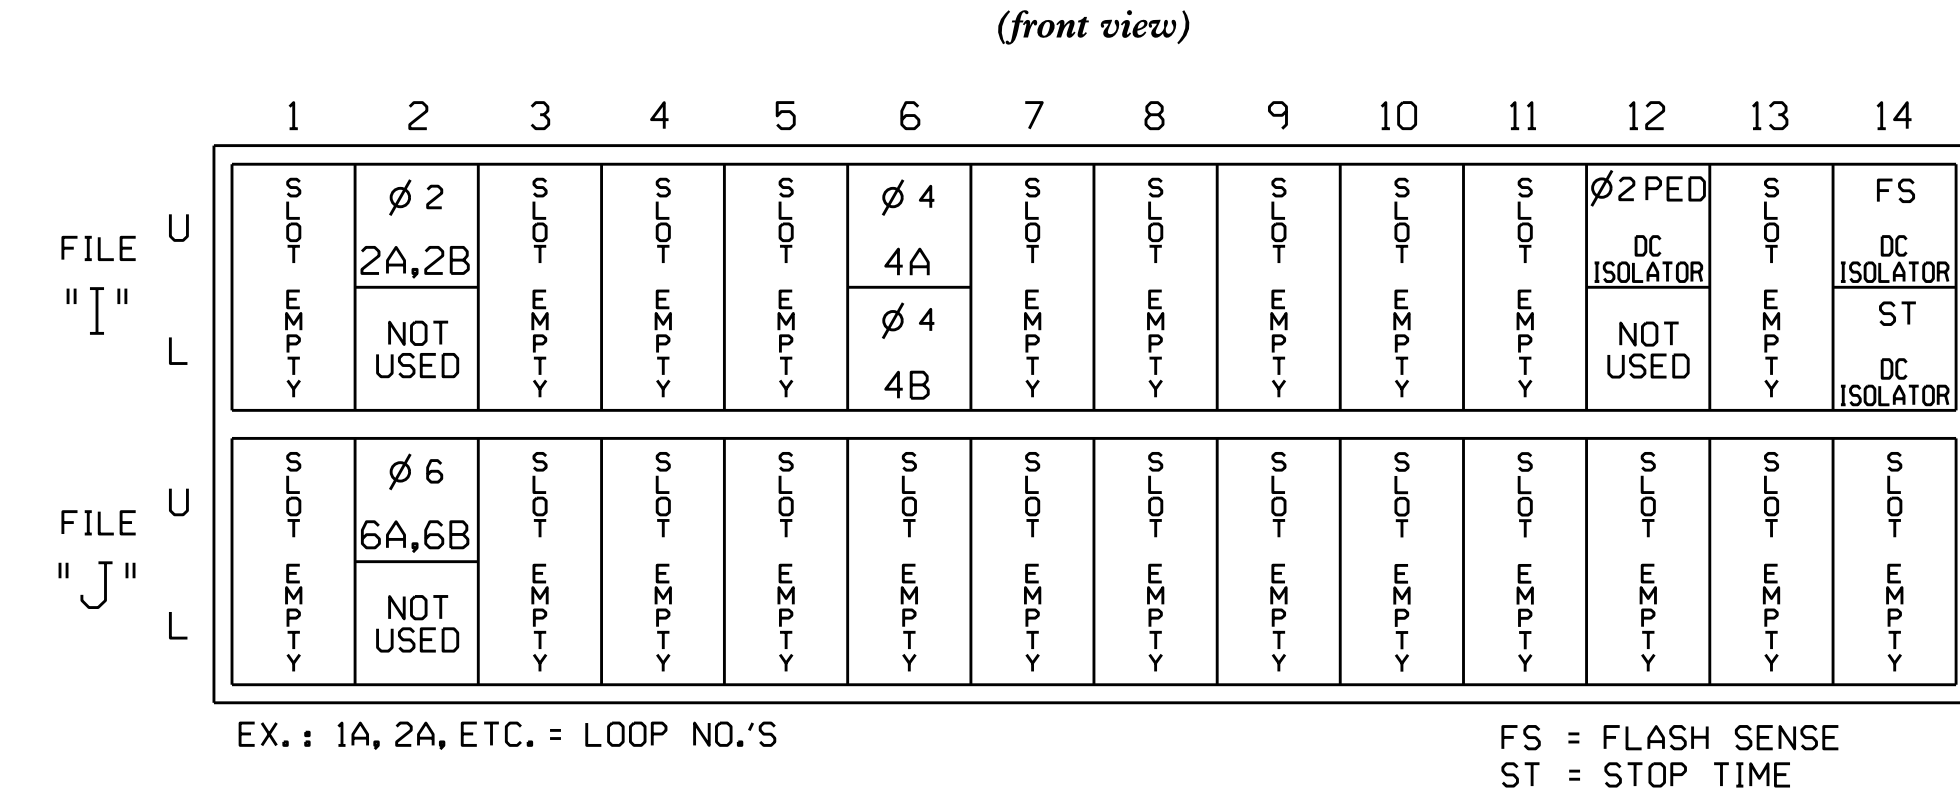 (front view)
1 2 3 4 5 6 7 8 9 10 11 12 13 14
FILE "I"
U
L
SLOT EMPTY
Ø 2
2A,2B
NOT USED
SLOT EMPTY
SLOT EMPTY
SLOT EMPTY
Ø 4
4A
Ø 4
4B
SLOT EMPTY
SLOT EMPTY
SLOT EMPTY
SLOT EMPTY
SLOT EMPTY
Ø2 PED
DC
ISOLATOR
NOT
USED
SLOT EMPTY
FS
DC
ISOLATOR
ST
DC
ISOLATOR
FILE "J"
U
L
SLOT EMPTY
Ø 6
6A,6B
NOT
USED
SLOT EMPTY
SLOT EMPTY
SLOT EMPTY
SLOT EMPTY
SLOT EMPTY
SLOT EMPTY
SLOT EMPTY
SLOT EMPTY
SLOT EMPTY
SLOT EMPTY
SLOT EMPTY
SLOT EMPTY
EX.: 1A, 2A, ETC. = LOOP NO.'S
FS = FLASH SENSE
ST = STOP TIME